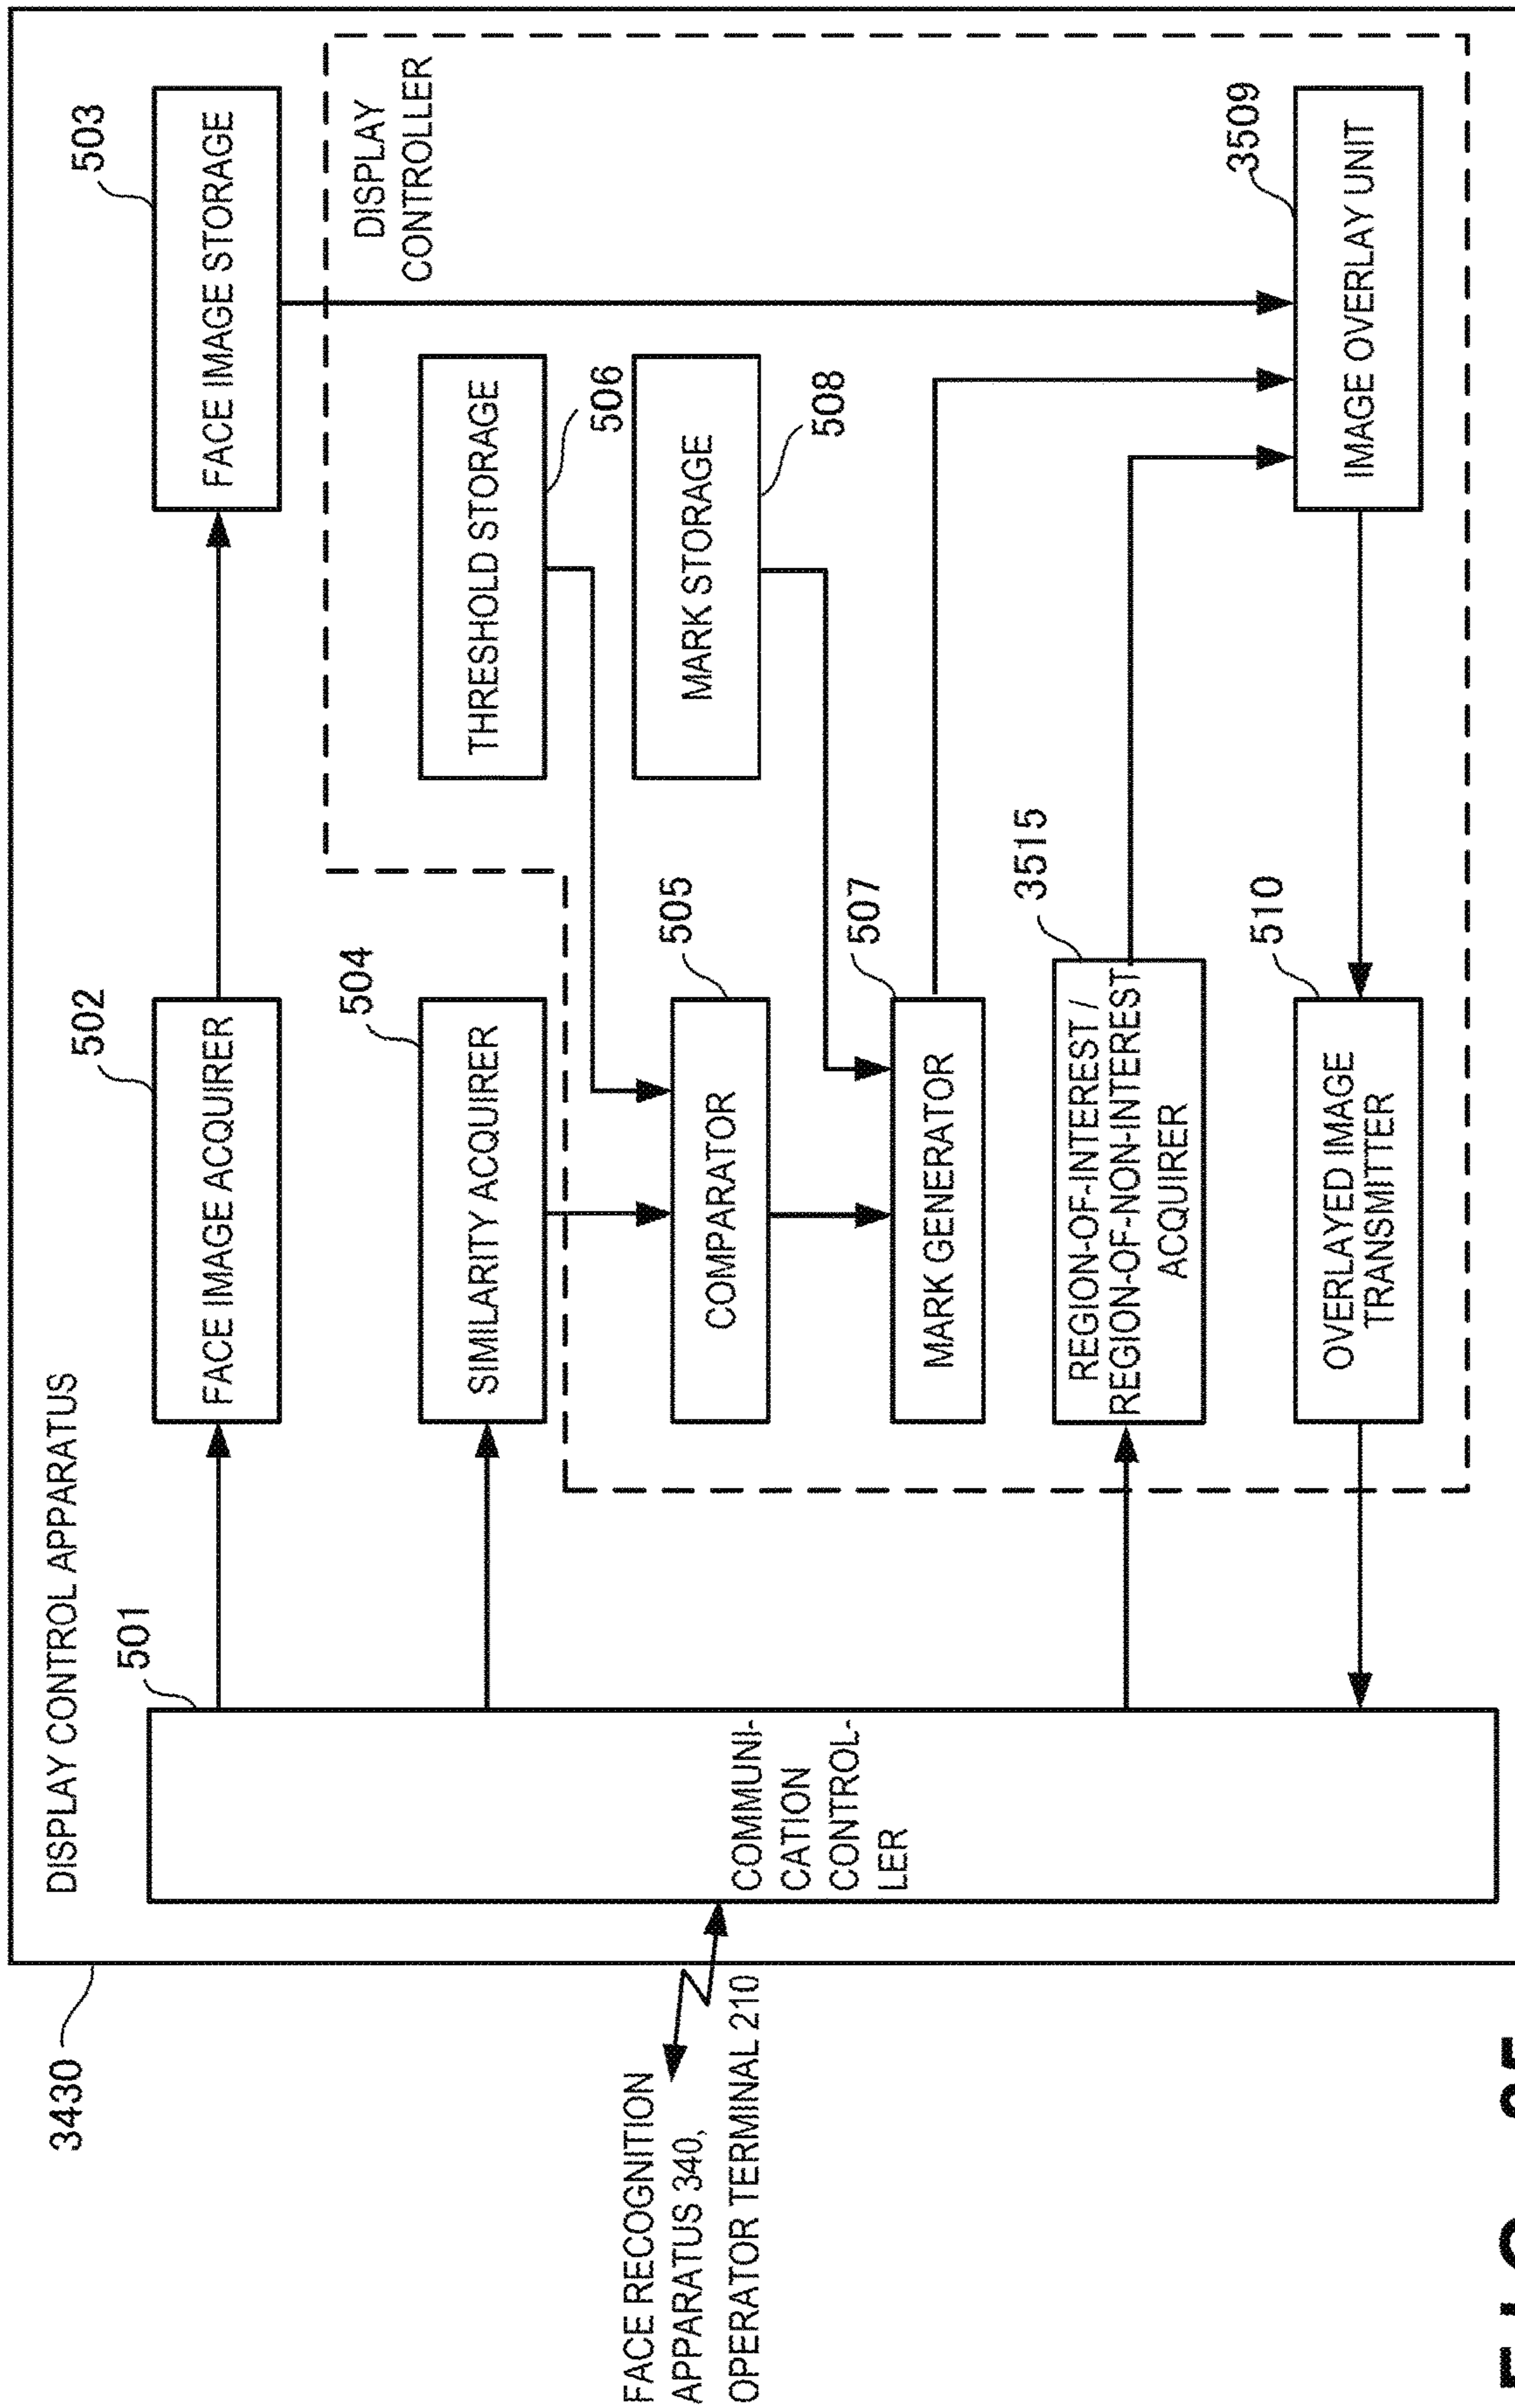 3430
DISPLAY CONTROL APPARATUS
501
502
503
FACE IMAGE ACQUIRER
FACE IMAGE STORAGE
DISPLAY
CONTROLLER
504
SIMILARITY ACQUIRER
THRESHOLD STORAGE
506
505
COMPARATOR
MARK STORAGE
508
FACE RECOGNITION
APPARATUS 340,
OPERATOR TERMINAL 210
COMMUNI-
CATION
CONTROL-
LER
507
MARK GENERATOR
3515
REGION-OF-INTEREST /
REGION-OF-NON-INTEREST
ACQUIRER
510
OVERLAYED IMAGE
TRANSMITTER
3509
IMAGE OVERLAY UNIT